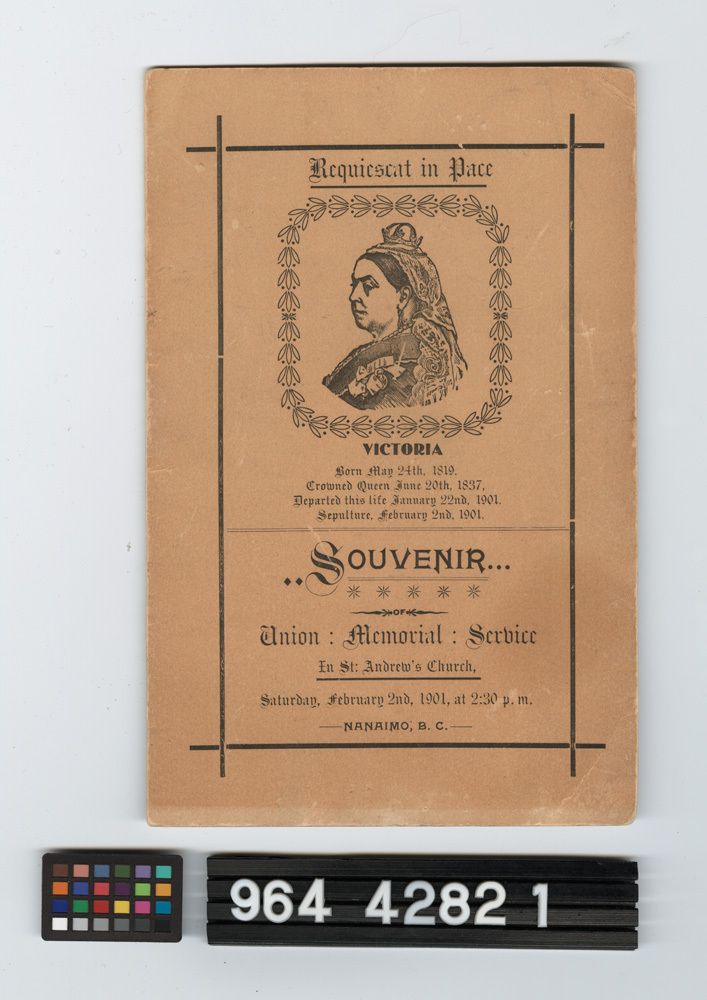 Requiescat in Pace
VICTORIA
Born May 24th, 1819.
Crowned Queen June 20th, 1837,
Departed this life January 22nd, 1901.
Sepulture, February 2nd, 1901.
..SOUVENIR...
OF
Union : Memorial : Service
In St: Andrew's Church,
Saturday, February 2nd, 1901, at 2:30 p. m.
NANAIMO, B. C.
964 4282 1